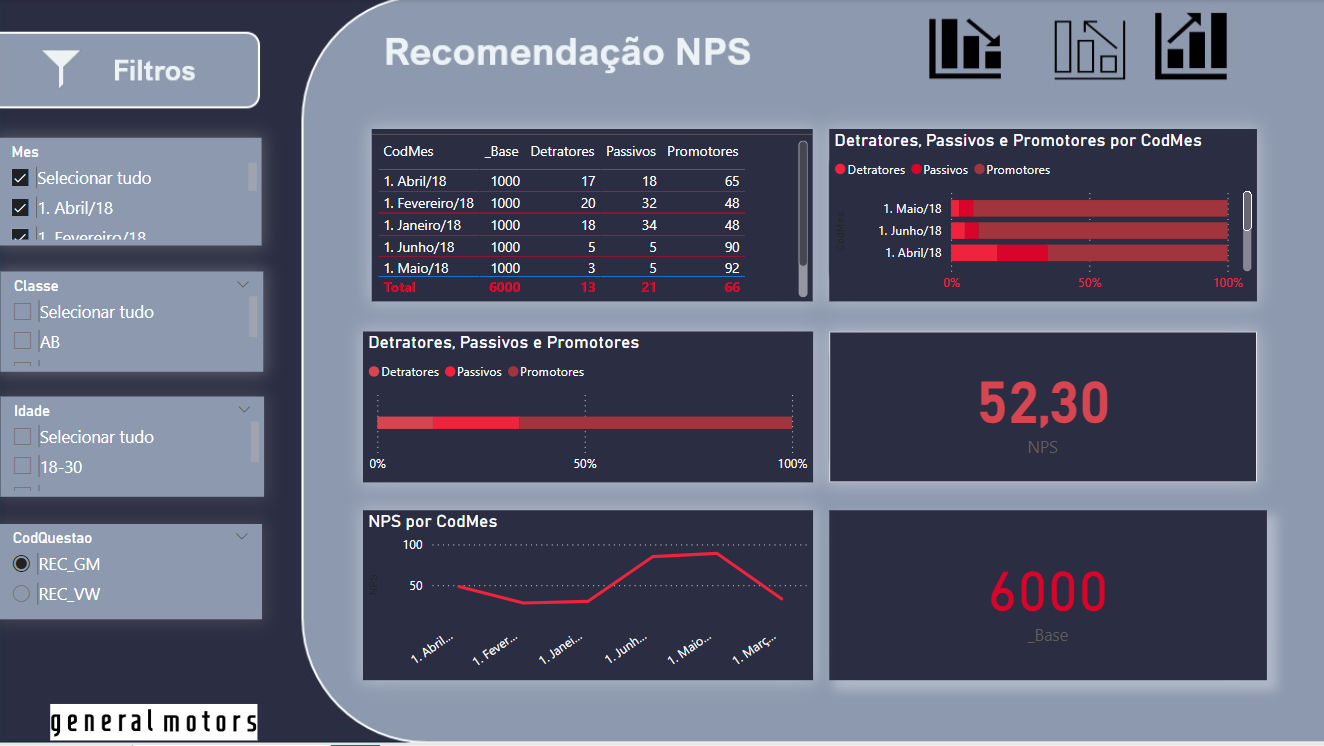 Recomendação NPS
Filtros
Mes
Selecionar tudo
1. Abril/18
1. Fevereiro/18
Classe
Selecionar tudo
AB
Idade
Selecionar tudo
18-30
CodQuestao
REC_GM
REC_VW
general motors
CodMes _Base Detratores Passivos Promotores
1. Abril/18 1000 17 18 65
1. Fevereiro/18 1000 20 32 48
1. Janeiro/18 1000 18 34 48
1. Junho/18 1000 5 5 90
1. Maio/18 1000 3 5 92
Total 6000 13 21 66
Detratores, Passivos e Promotores por CodMes
Detratores Passivos Promotores
CodMes
1. Maio/18
1. Junho/18
1. Abril/18
0% 50% 100%
Detratores, Passivos e Promotores
Detratores Passivos Promotores
0% 50% 100%
52,30
NPS
NPS por CodMes
NPS
100
50
1. Abril... 1. Fever... 1. Janei... 1. Junh... 1. Maio... 1. Març...
6000
_Base